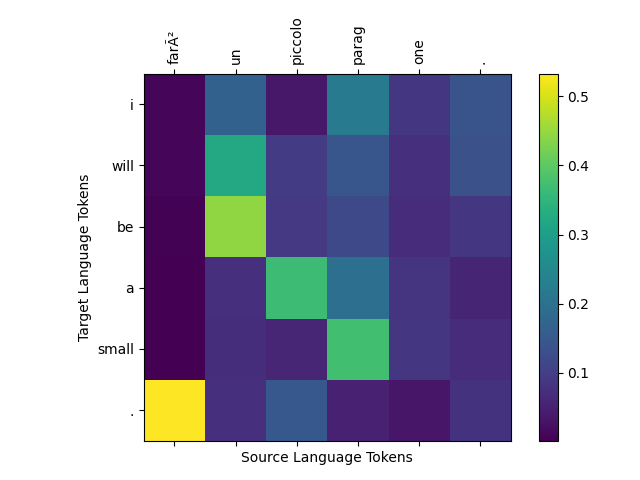 farÃ² un piccolo parag one .
i
will
be
a
small
.
Target Language Tokens
Source Language Tokens
0.5
0.4
0.3
0.2
0.1